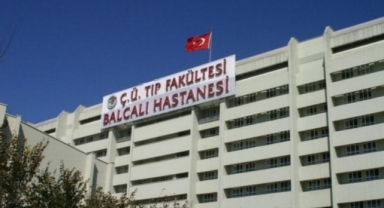 Ç.Ü. TIP FAKÜLTESİ
BALCALI HASTANESİ